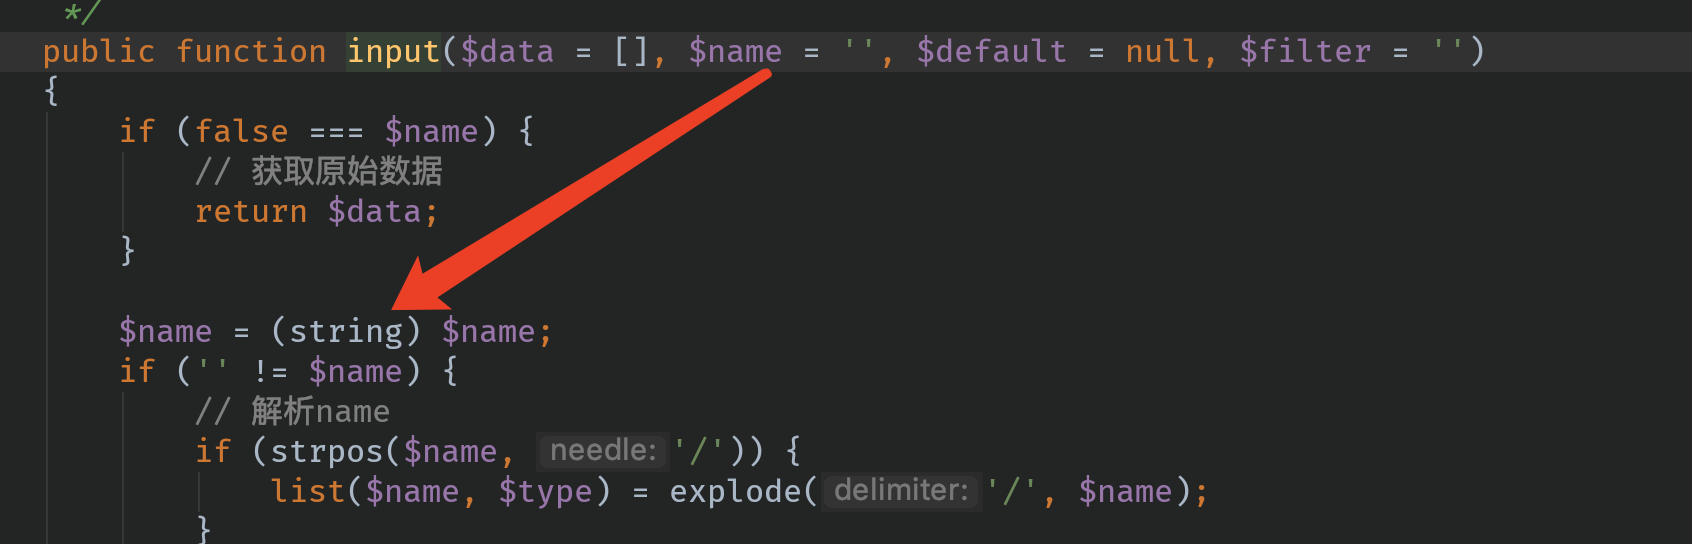 */
public function input($data = [], $name = '', $default = null, $filter = '')
{
if (false === $name) {
// 获取原始数据
return $data;
}
$name = (string) $name;
if ('' != $name) {
// 解析name
if (strpos($name, needle: '/')) {
list($name, $type) = explode(delimiter: '/', $name);
}